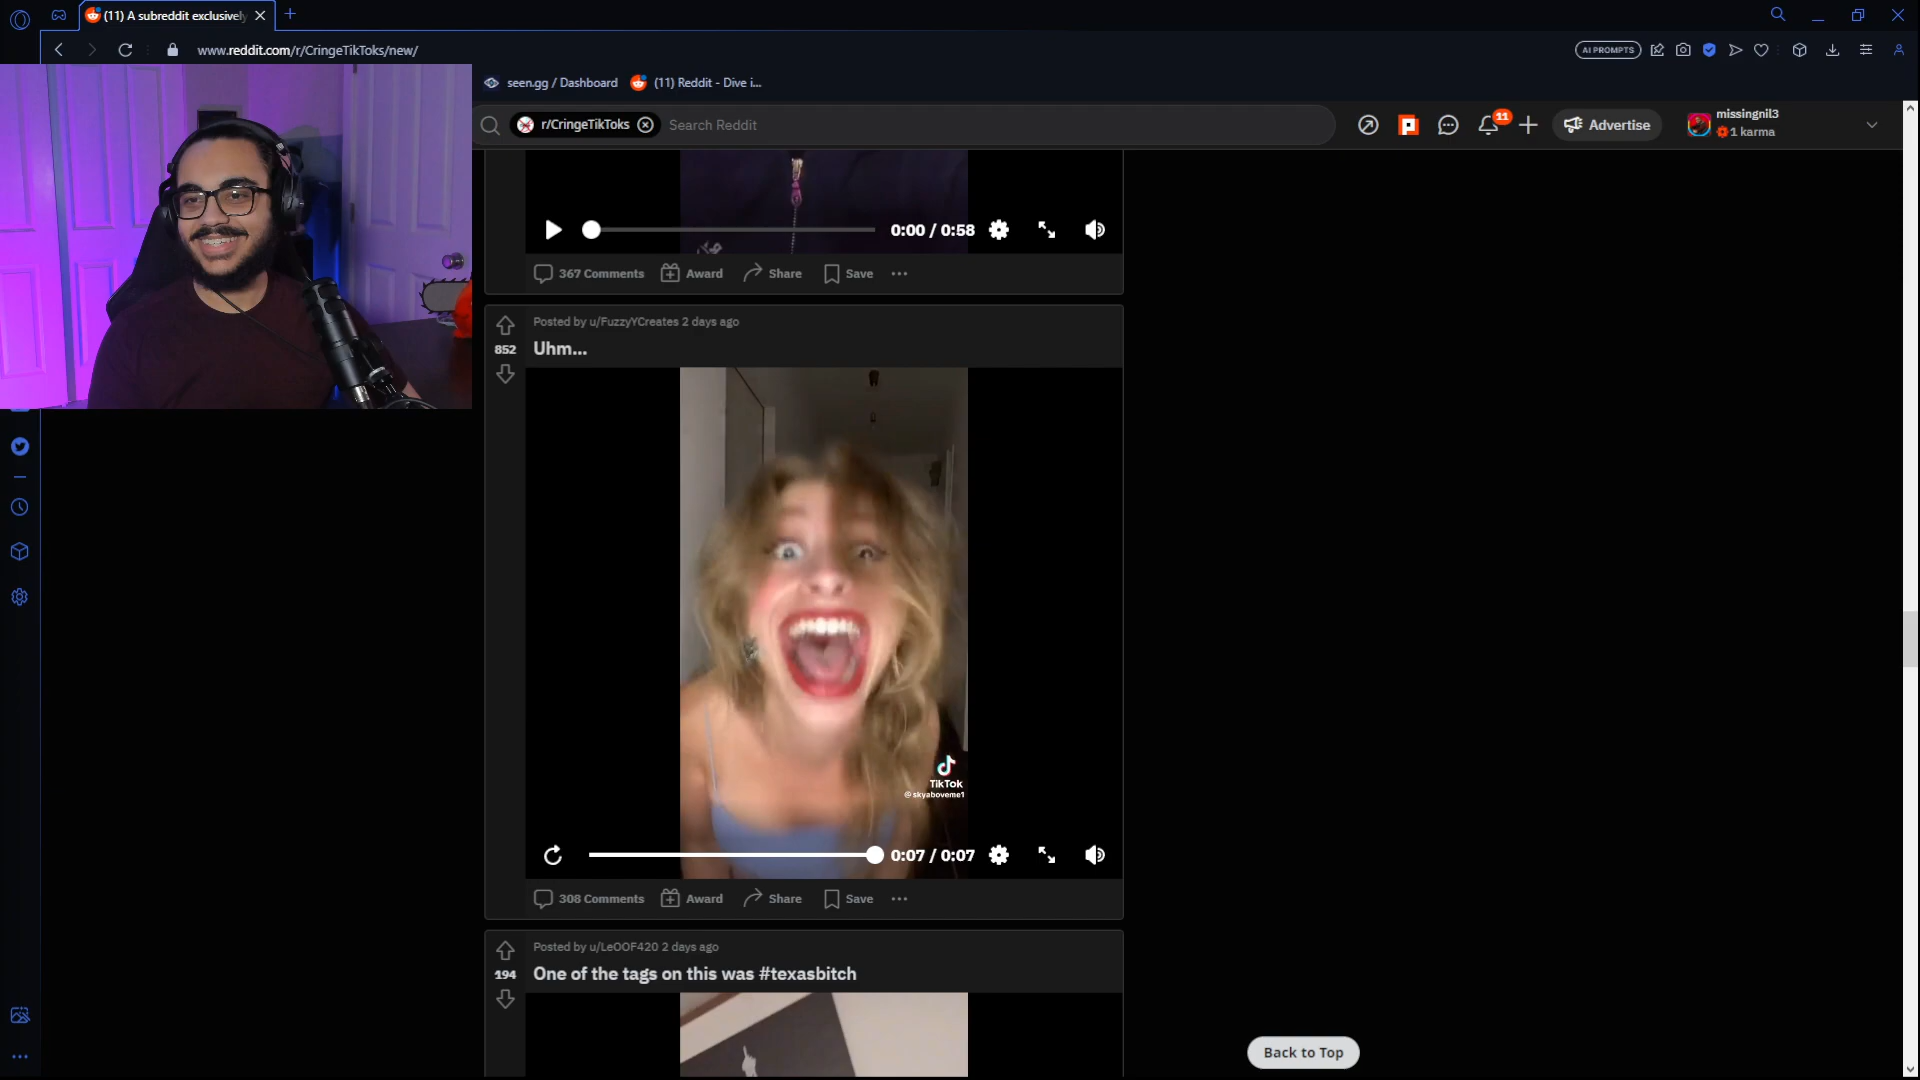 (11) A subreddit exclusively
www.reddit.com/r/CringeTikToks/new/
AI PROMPTS
seen.gg / Dashboard
(11) Reddit - Dive i...
r/CringeTikToks
Search Reddit
11
Advertise
missingnil3
1 karma
0:00 / 0:58
367 Comments
Award
Share
Save
Posted by u/FuzzyYCreates 2 days ago
852
Uhm...
TikTok
@skyaboveme1
0:07 / 0:07
308 Comments
Award
Share
Save
Posted by u/LeOOF420 2 days ago
194
One of the tags on this was #texasbitch
Back to Top